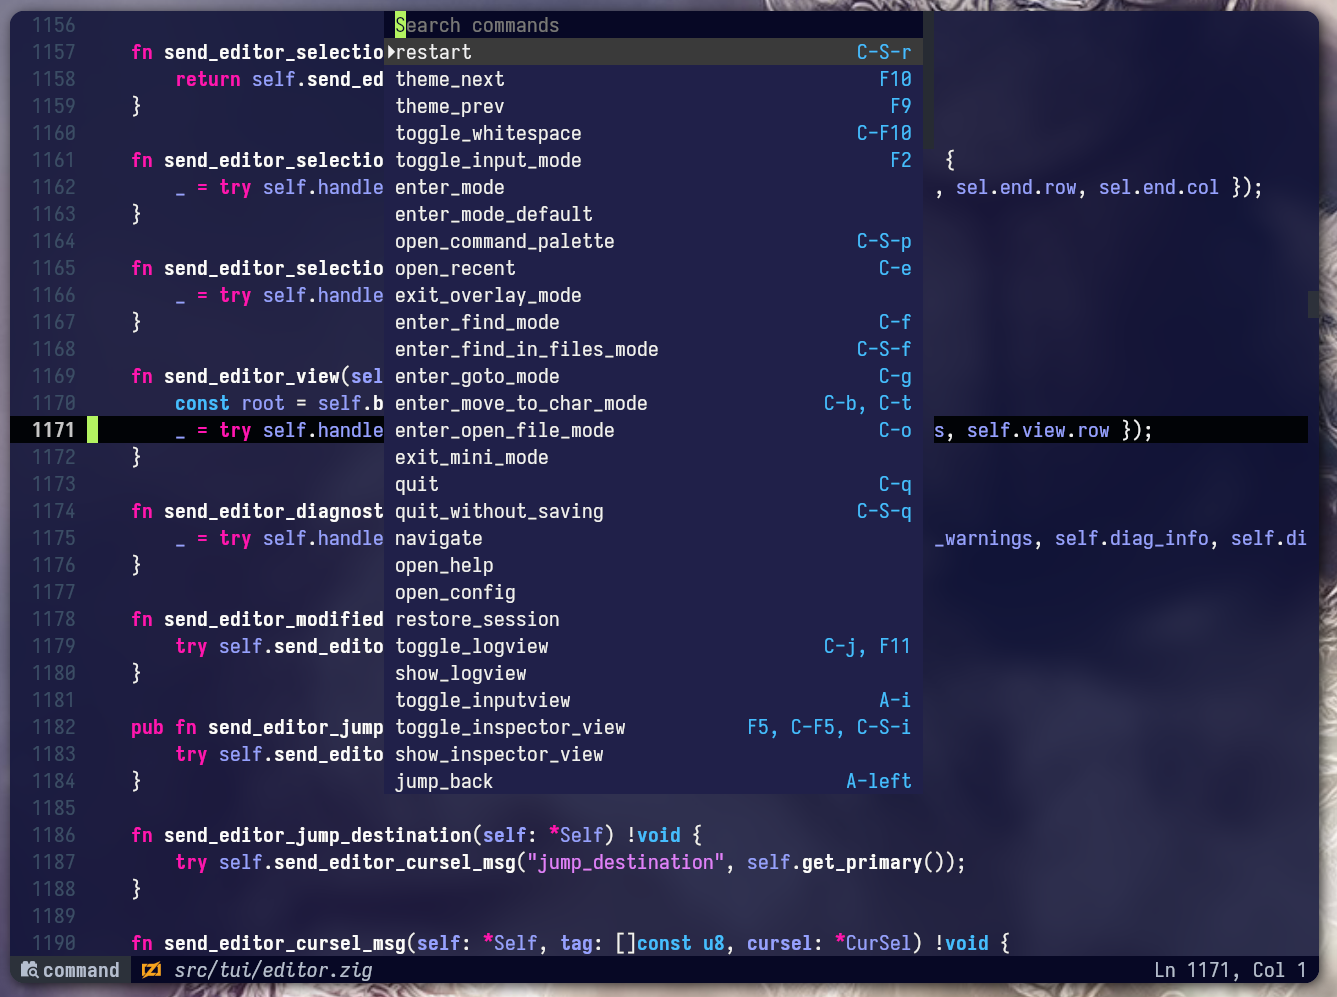 1156 Search commands
1157 fn send_editor_selectio restart C-S-r
1158 return self.send_ed theme_next F10
1159 } theme_prev F9
1160 toggle_whitespace C-F10
1161 fn send_editor_selectio toggle_input_mode F2 {
1162 _ = try self.handle enter_mode , sel.end.row, sel.end.col });
1163 } enter_mode_default
1164 open_command_palette C-S-p
1165 fn send_editor_selectio open_recent C-e
1166 _ = try self.handle exit_overlay_mode
1167 } enter_find_mode C-f
1168 enter_find_in_files_mode C-S-f
1169 fn send_editor_view(sel enter_goto_mode C-g
1170 const root = self.b enter_move_to_char_mode C-b, C-t
1171 _ = try self.handle enter_open_file_mode C-o s, self.view.row });
1172 } exit_mini_mode
1173 quit C-q
1174 fn send_editor_diagnost quit_without_saving C-S-q
1175 _ = try self.handle navigate _warnings, self.diag_info, self.di
1176 } open_help
1177 open_config
1178 fn send_editor_modified restore_session
1179 try self.send_edito toggle_logview C-j, F11
1180 } show_logview
1181 toggle_inputview A-i
1182 pub fn send_editor_jump toggle_inspector_view F5, C-F5, C-S-i
1183 try self.send_edito show_inspector_view
1184 } jump_back A-left
1185
1186 fn send_editor_jump_destination(self: *Self) !void {
1187 try self.send_editor_cursel_msg("jump_destination", self.get_primary());
1188 }
1189
1190 fn send_editor_cursel_msg(self: *Self, tag: []const u8, cursel: *CurSel) !void {
command src/tui/editor.zig Ln 1171, Col 1